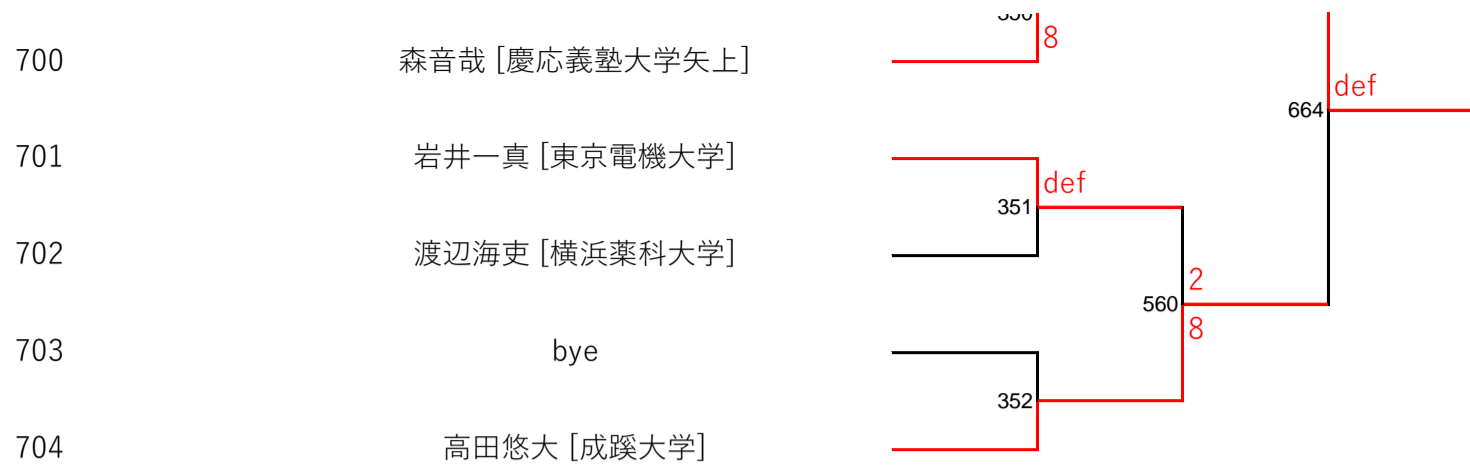 700 森音哉 [慶応義塾大学矢上] 8
def
664
701 岩井一真 [東京電機大学] def
351
702 渡辺海吏 [横浜薬科大学]
2
560
8
703 bye
352
704 高田悠大 [成蹊大学]